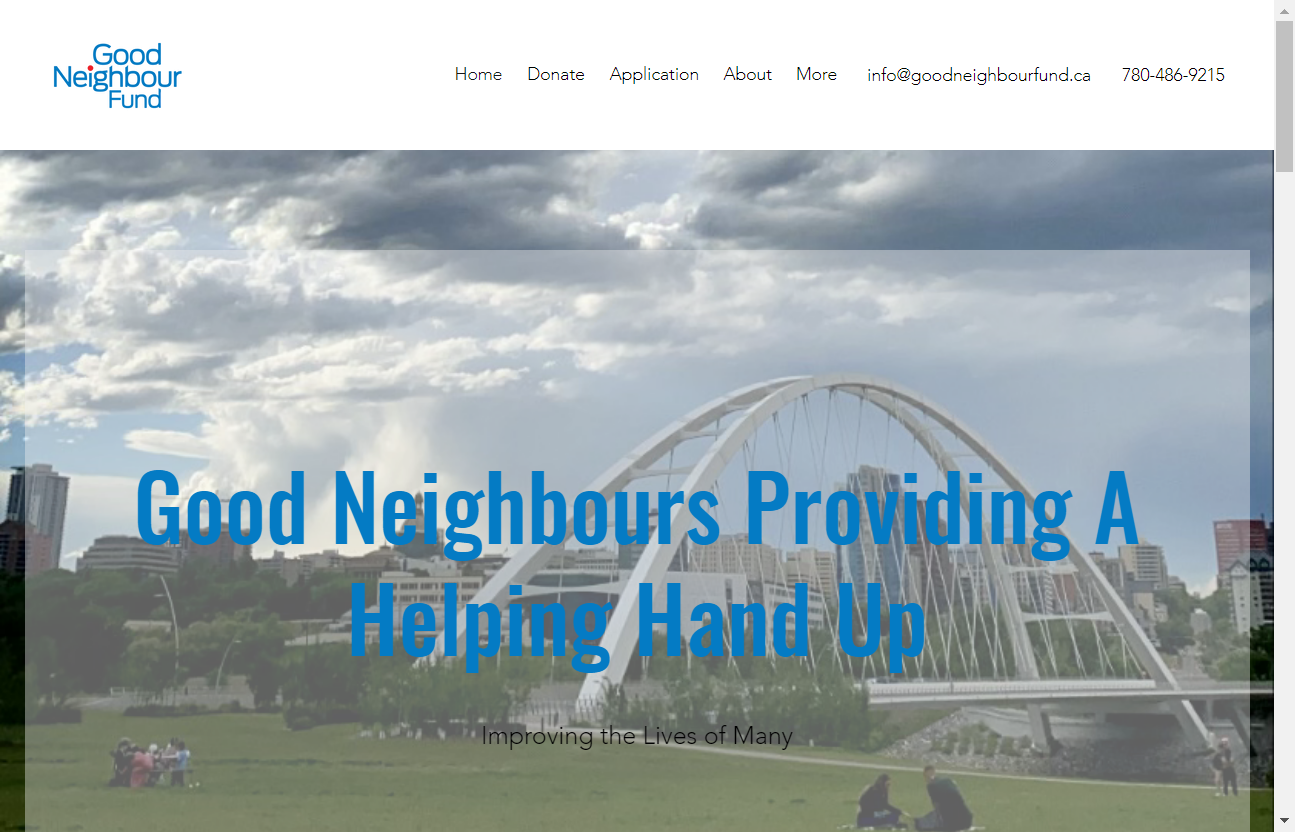 Good
Neighbour
Fund
Home Donate Application About More info@goodneighbourfund.ca 780-486-9215
Good Neighbours Providing A
Helping Hand Up
Improving the Lives of Many